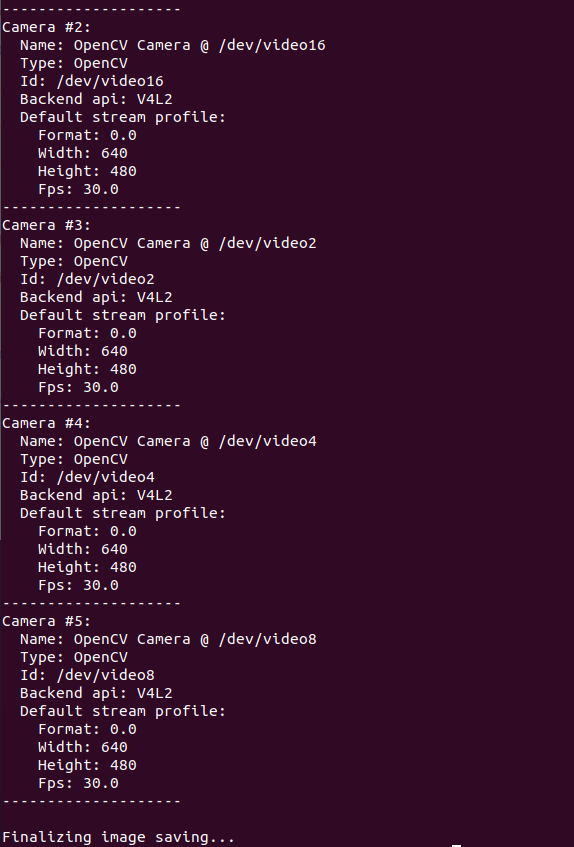 --------------------
Camera #2:
  Name: OpenCV Camera @ /dev/video16
  Type: OpenCV
  Id: /dev/video16
  Backend api: V4L2
  Default stream profile:
    Format: 0.0
    Width: 640
    Height: 480
    Fps: 30.0
--------------------
Camera #3:
  Name: OpenCV Camera @ /dev/video2
  Type: OpenCV
  Id: /dev/video2
  Backend api: V4L2
  Default stream profile:
    Format: 0.0
    Width: 640
    Height: 480
    Fps: 30.0
--------------------
Camera #4:
  Name: OpenCV Camera @ /dev/video4
  Type: OpenCV
  Id: /dev/video4
  Backend api: V4L2
  Default stream profile:
    Format: 0.0
    Width: 640
    Height: 480
    Fps: 30.0
--------------------
Camera #5:
  Name: OpenCV Camera @ /dev/video8
  Type: OpenCV
  Id: /dev/video8
  Backend api: V4L2
  Default stream profile:
    Format: 0.0
    Width: 640
    Height: 480
    Fps: 30.0
--------------------

Finalizing image saving...